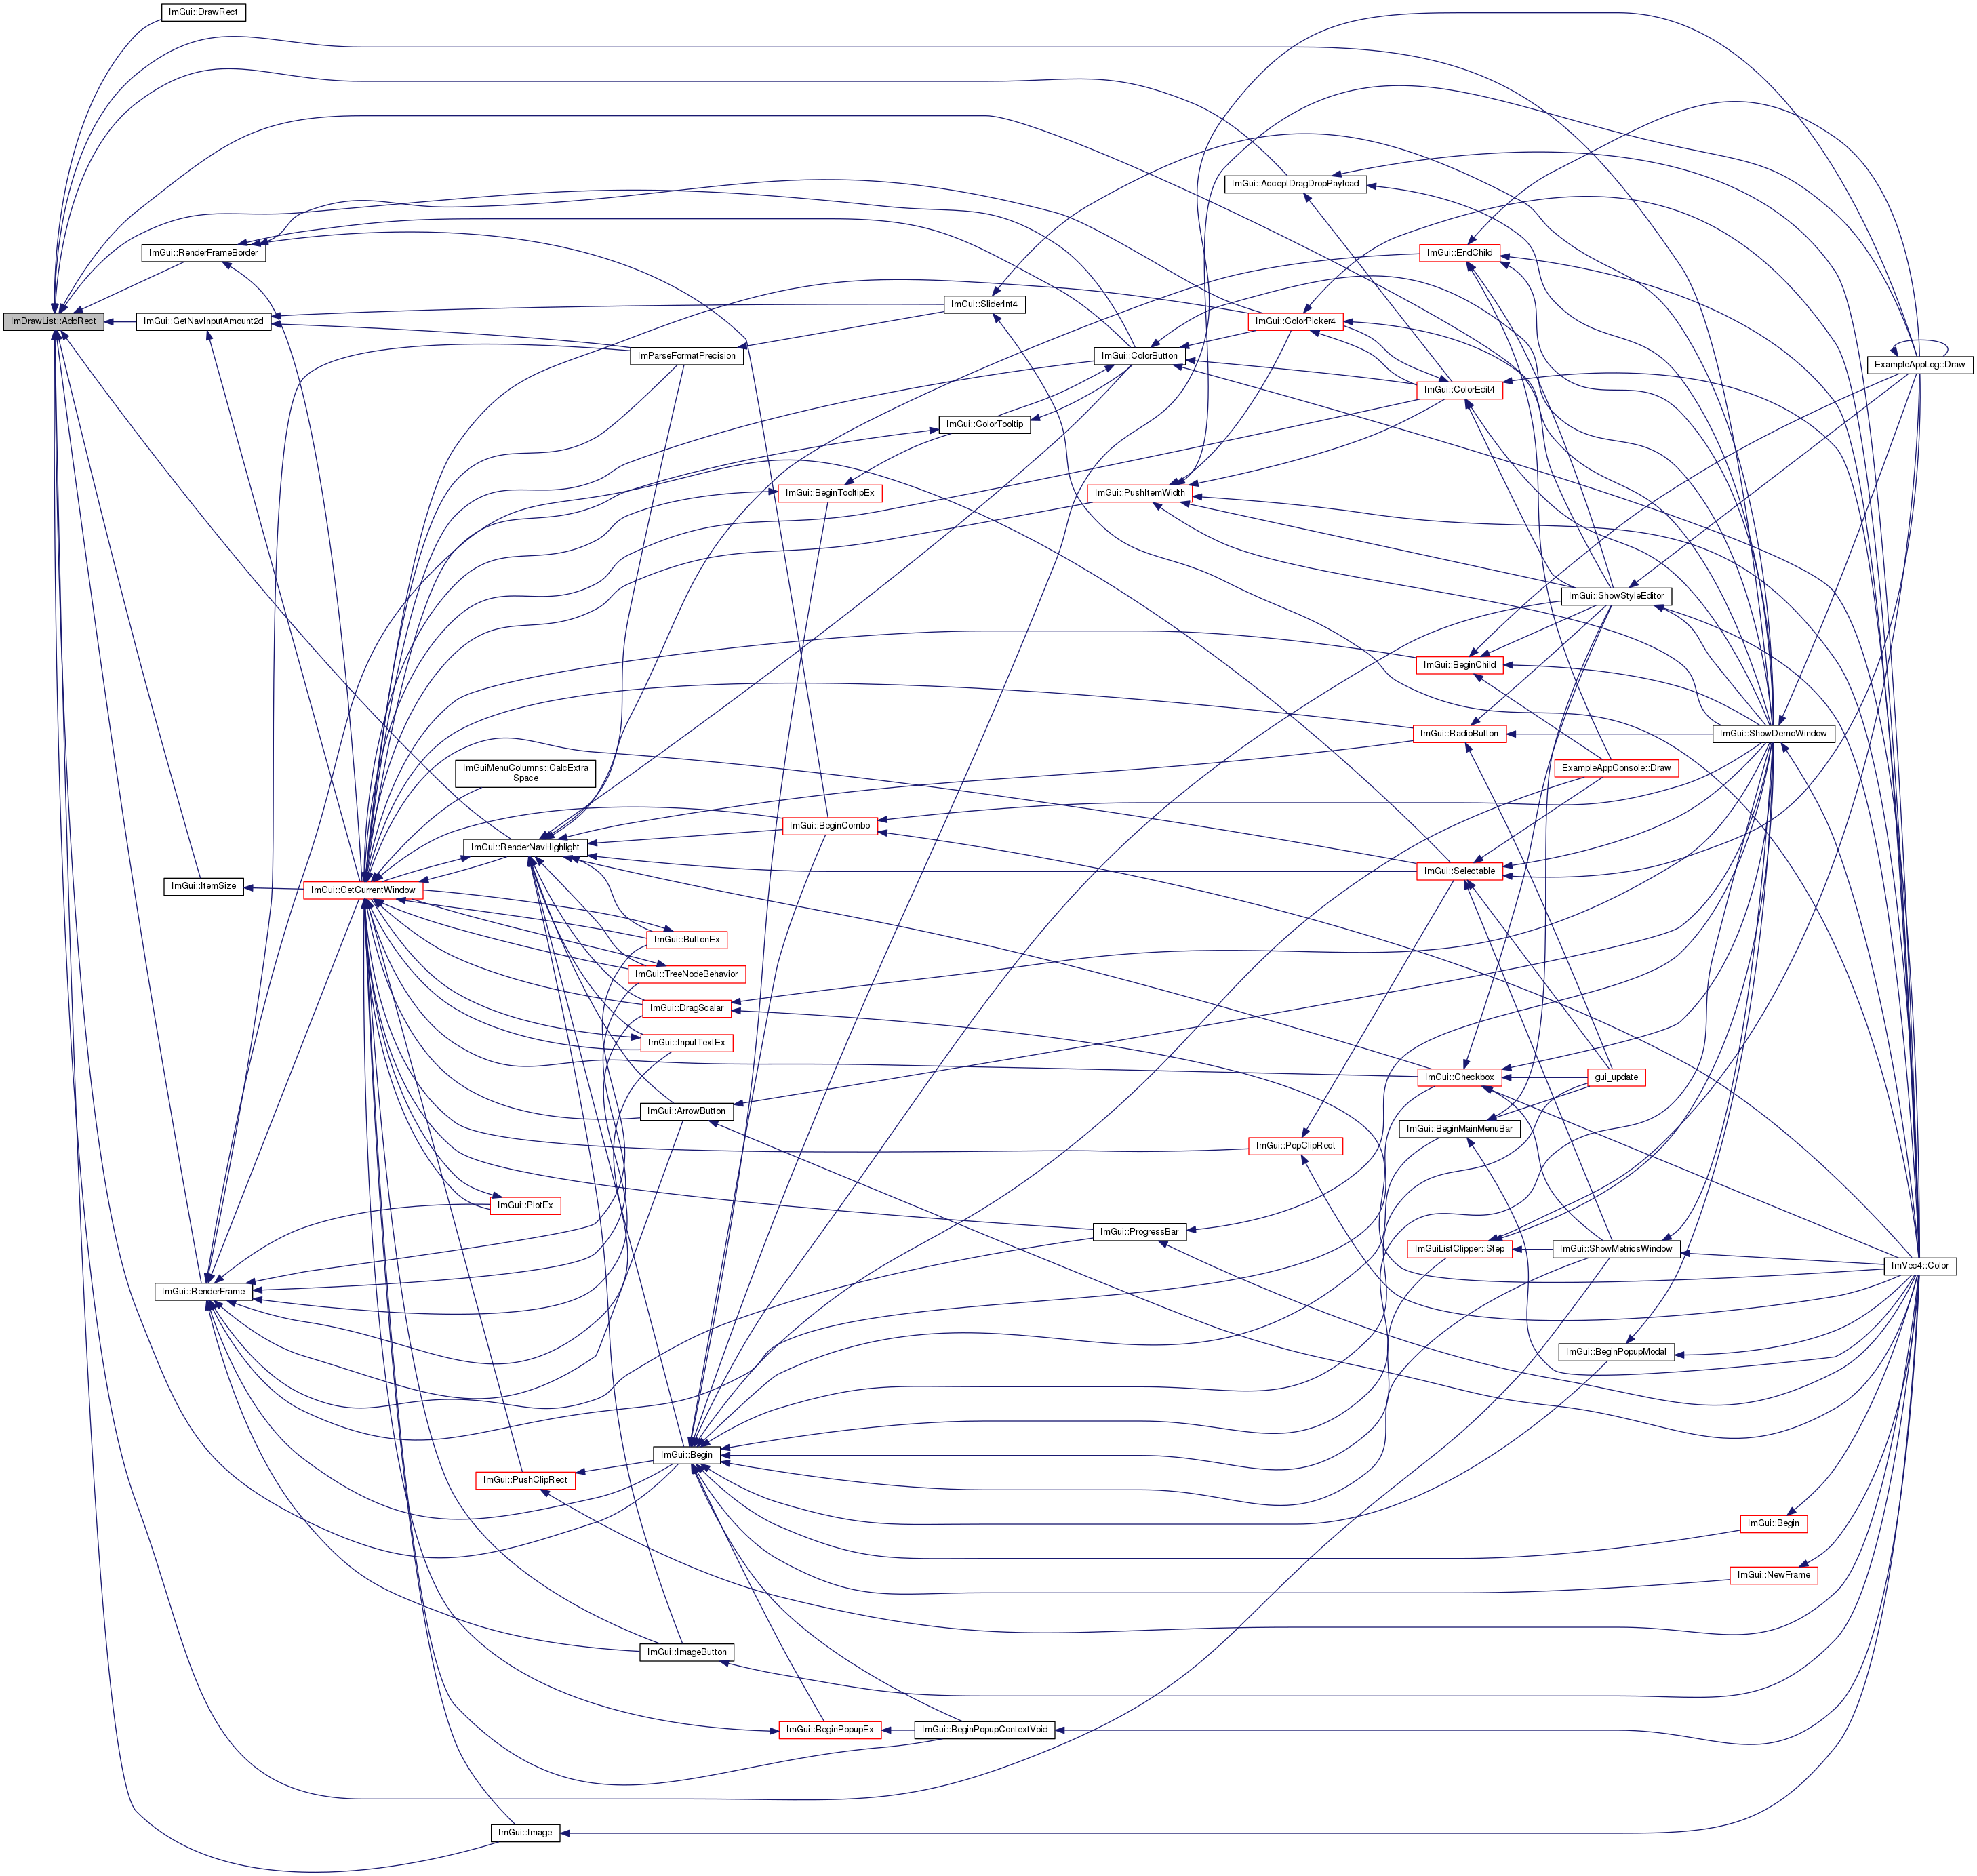 ImGui::DrawRect
ImGui::AcceptDragDropPayload
ImGui::RenderFrameBorder
ImGui::EndChild
ImGui::SliderInt4
ImDrawList::AddRect
ImGui::GetNavInputAmount2d
ImGui::ColorPicker4
ImParseFormatPrecision
ImGui::ColorButton
ExampleAppLog::Draw
ImGui::ColorEdit4
ImGui::ColorTooltip
ImGui::BeginTooltipEx
ImGui::PushItemWidth
ImGui::ShowStyleEditor
ImGui::BeginChild
ImGui::RadioButton
ImGui::ShowDemoWindow
ImGuiMenuColumns::CalcExtra
Space
ExampleAppConsole::Draw
ImGui::BeginCombo
ImGui::RenderNavHighlight
ImGui::Selectable
ImGui::ItemSize
ImGui::GetCurrentWindow
ImGui::ButtonEx
ImGui::TreeNodeBehavior
ImGui::DragScalar
ImGui::InputTextEx
ImGui::Checkbox
gui_update
ImGui::ArrowButton
ImGui::BeginMainMenuBar
ImGui::PopClipRect
ImGui::PlotEx
ImGui::ProgressBar
ImGuiListClipper::Step
ImGui::ShowMetricsWindow
ImVec4::Color
ImGui::RenderFrame
ImGui::BeginPopupModal
ImGui::Begin
ImGui::PushClipRect
ImGui::Begin
ImGui::NewFrame
ImGui::ImageButton
ImGui::BeginPopupEx
ImGui::BeginPopupContextVoid
ImGui::Image